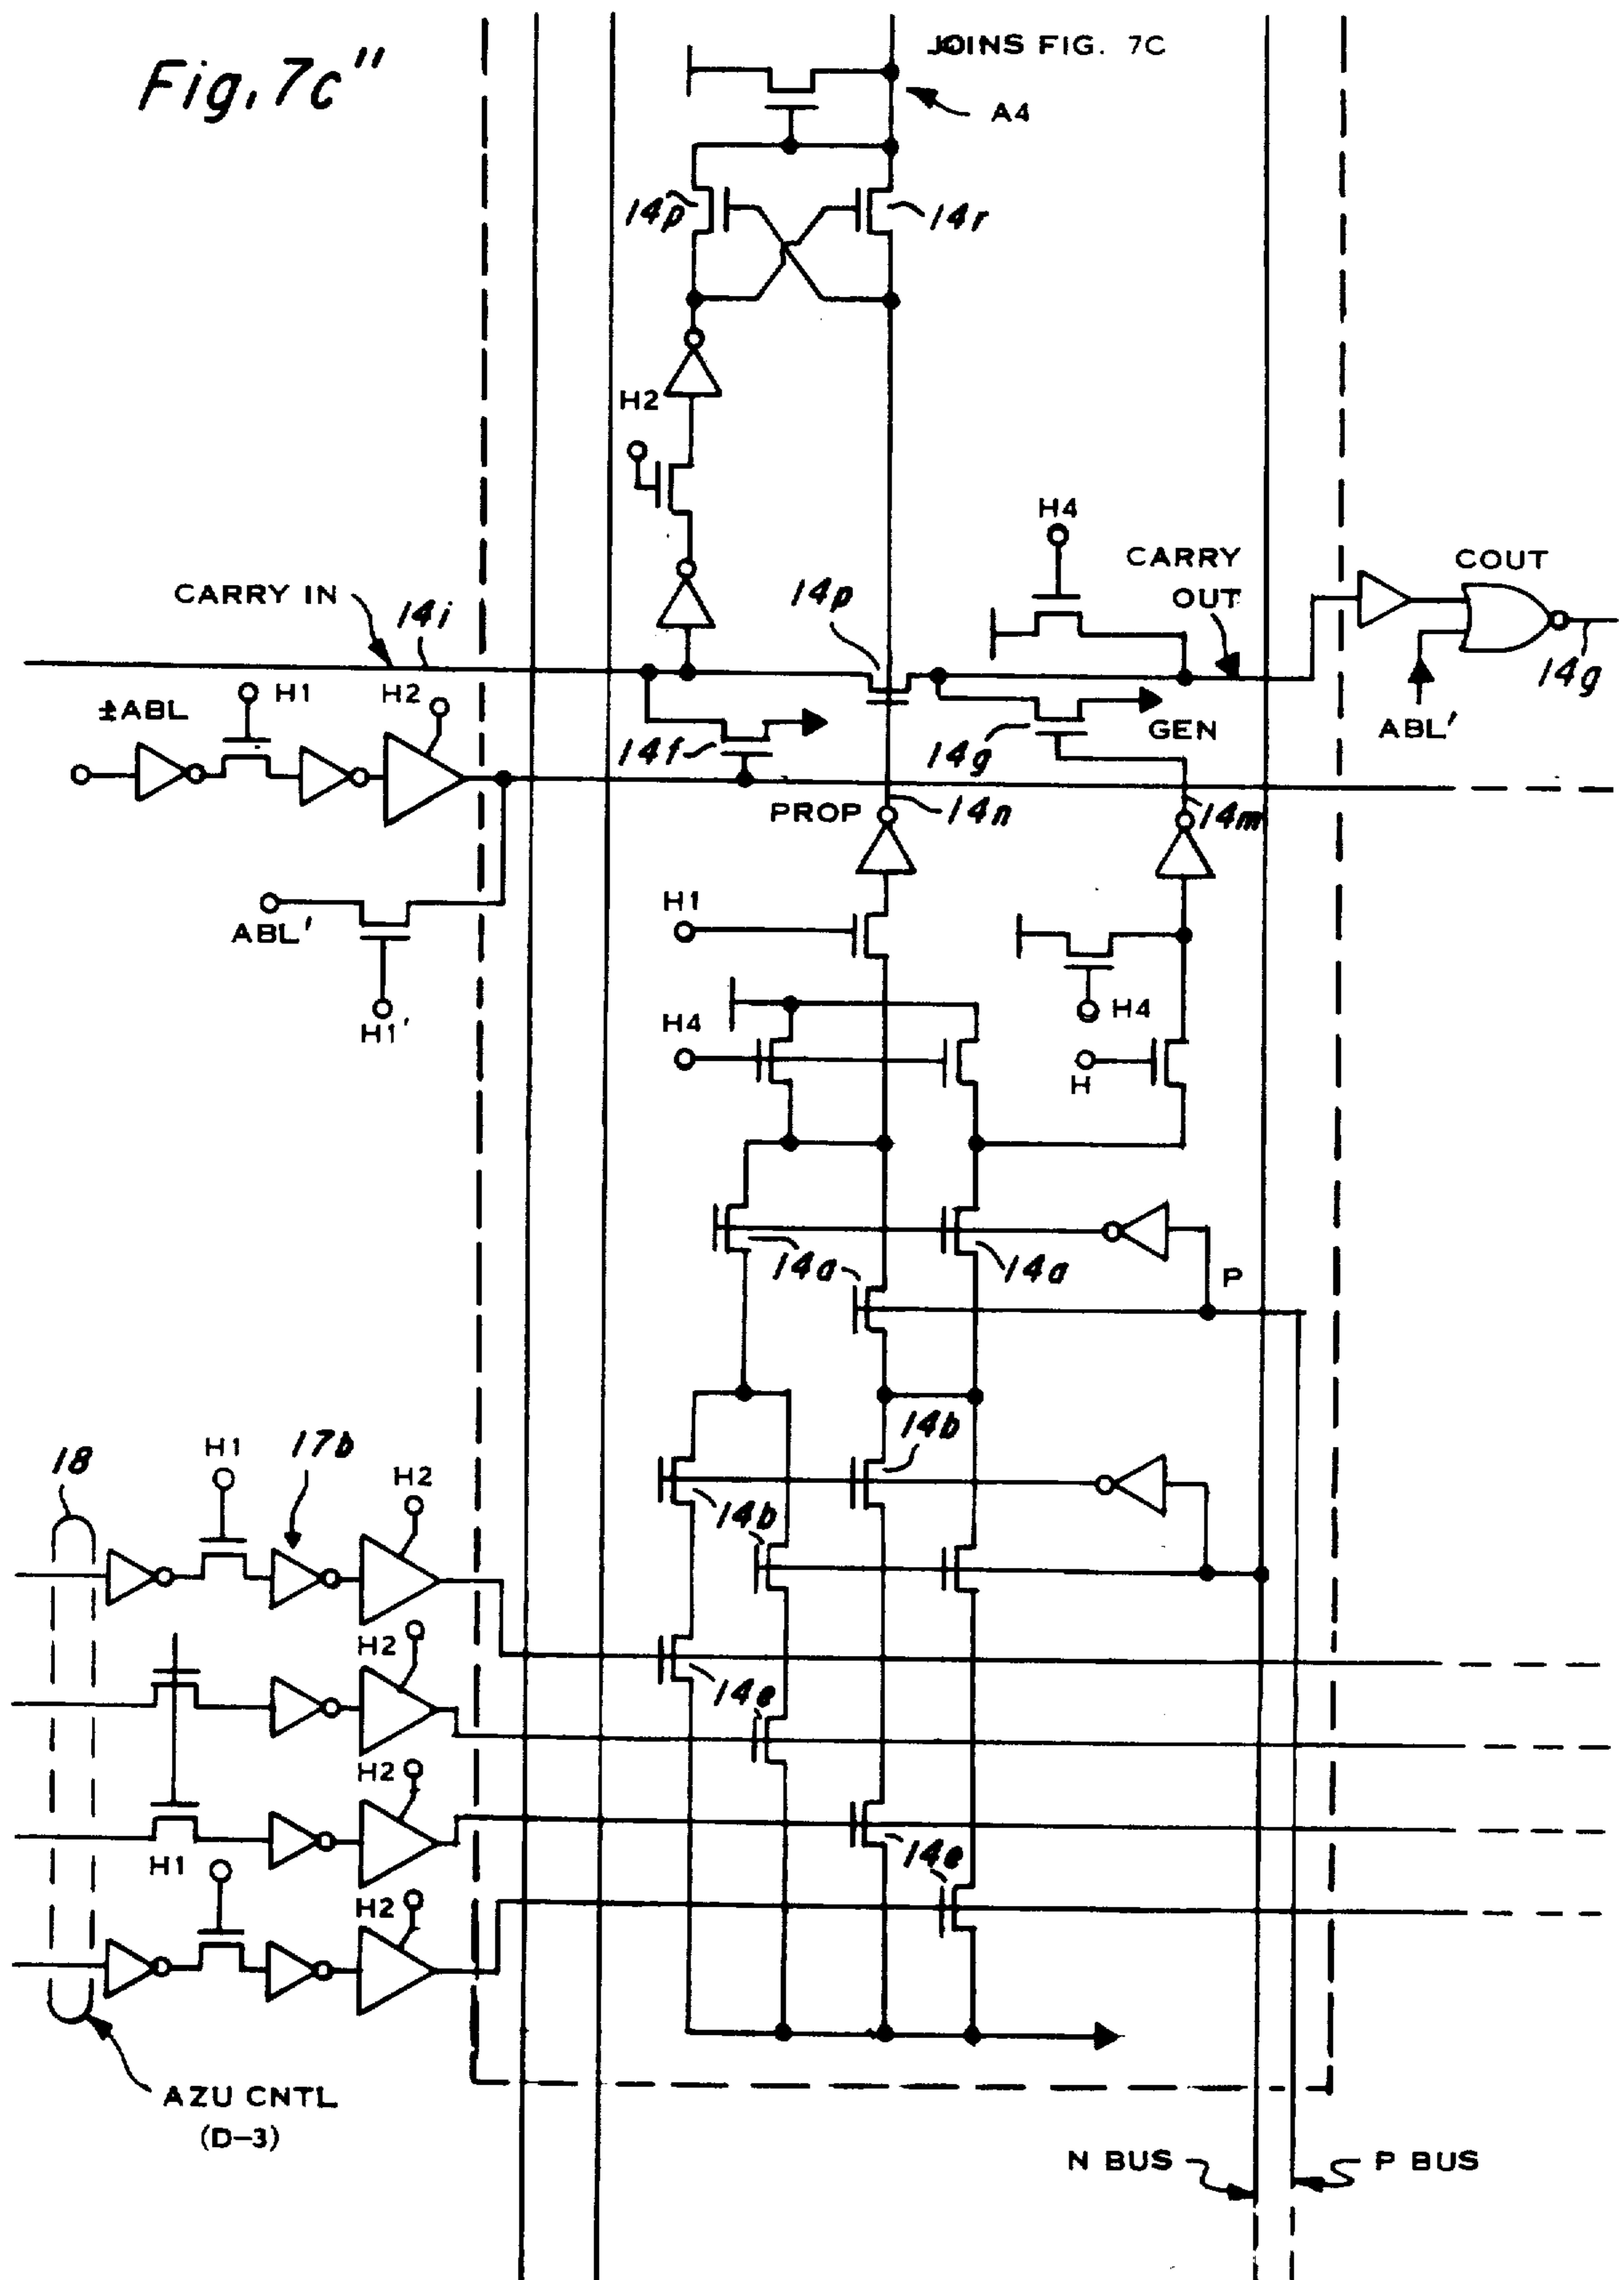 Fig. 7c"
JOINS FIG. 7C
A4
14p
14r
H2
H4
CARRY IN
14i
14p
CARRY
OUT
COUT
±ABL
H1
H2
14f
14g
GEN
ABL'
14g
PROP
14n
14m
ABL'
H1'
H1
H4
H4
H
14a
14a
P
14b
18
H1
17b
H2
14b
14b
H2
14e
H2
H1
14e
H2
AZU CNTL
(D-3)
N BUS
P BUS